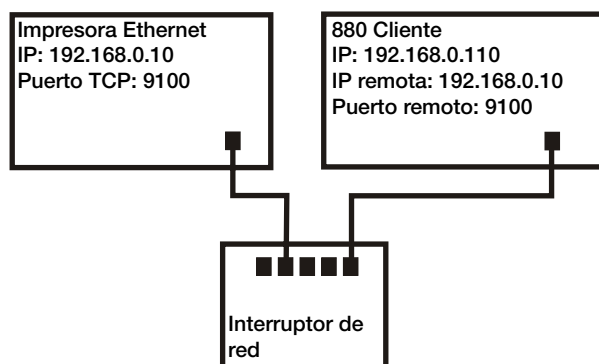 Impresora Ethernet
IP: 192.168.0.10
Puerto TCP: 9100
880 Cliente
IP: 192.168.0.110
IP remota: 192.168.0.10
Puerto remoto: 9100
Interruptor de
red